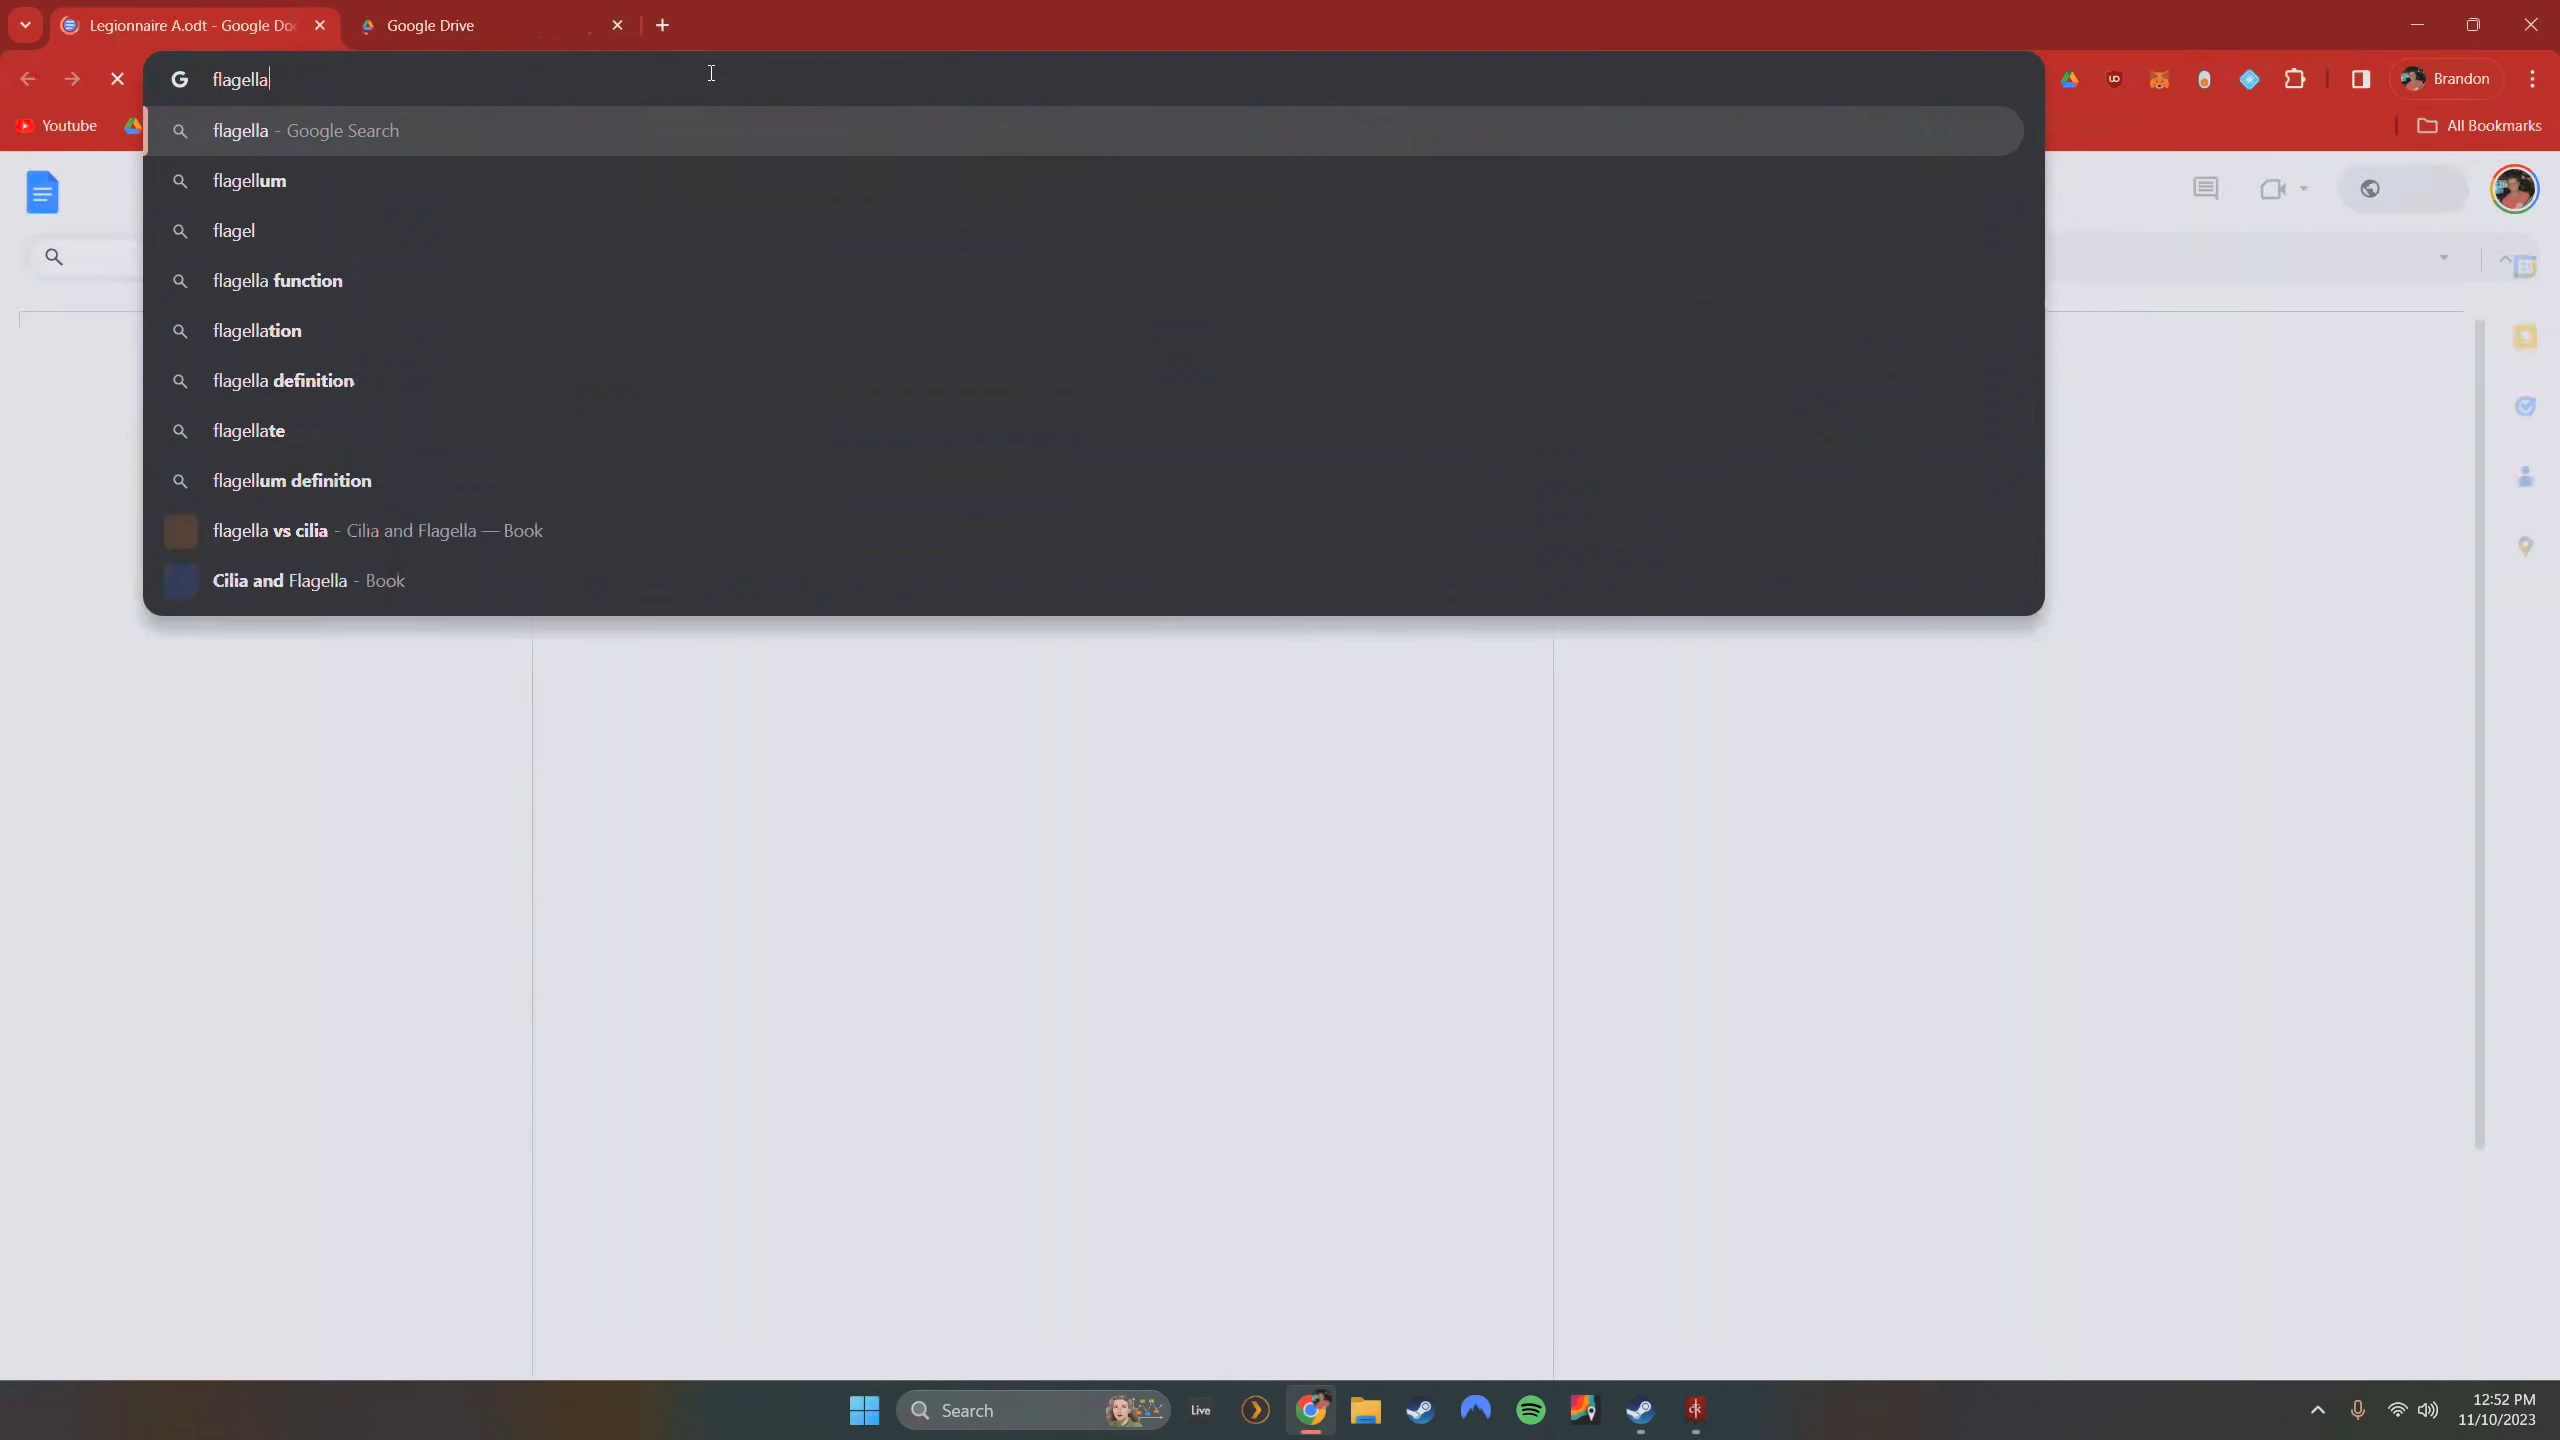 Legionnaire A.odt - Google Do
Google Drive
flagella
Brandon
Youtube
All Bookmarks
flagella - Google Search
flagellum
flagel
flagella function
flagellation
flagella definition
flagellate
flagellum definition
flagella vs cilia - Cilia and Flagella — Book
Cilia and Flagella - Book
Search
Live
12:52 PM
11/10/2023